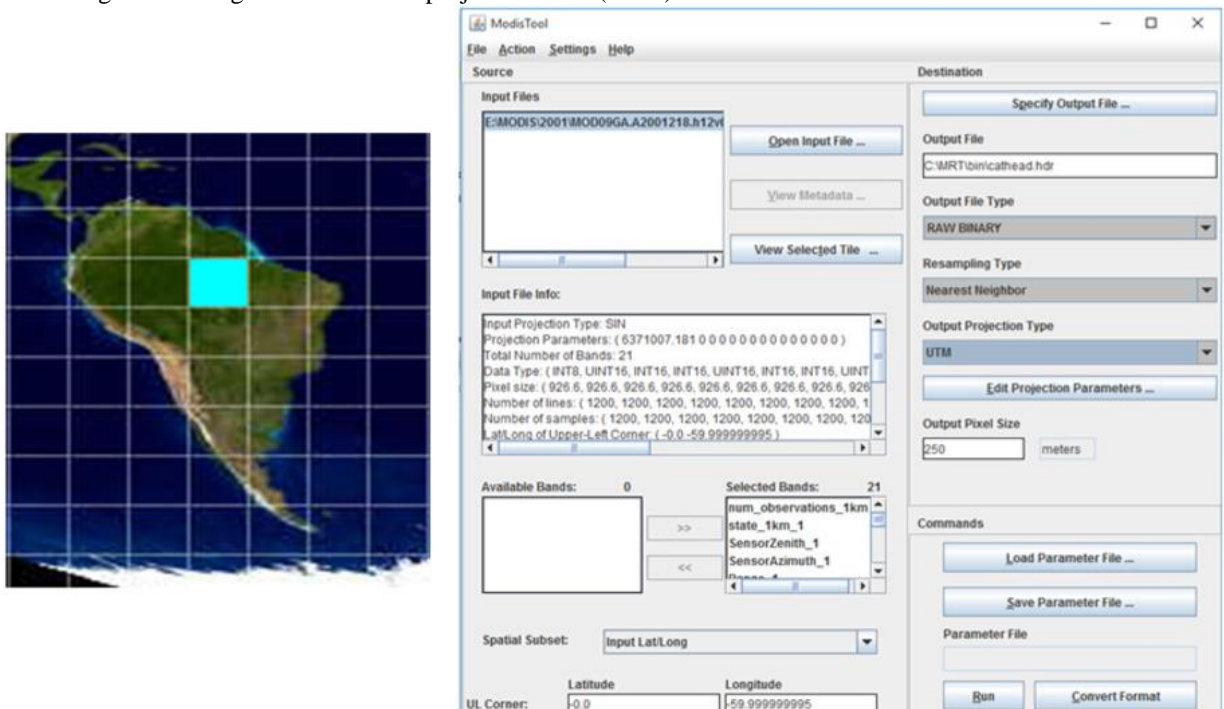 ModisTool
File Action Settings Help
Source
Input Files
E:\MODIS\2001\MOD09GA.A2001218.h12v
Open Input File ...
View Metadata ...
View Selected Tile ...
Input File Info:
Input Projection Type: SIN
Projection Parameters: ( 6371007.181 0 0 0 0 0 0 0 0 0 0 0 0 0 0 )
Total Number of Bands: 21
Data Type: ( INT8, UINT16, INT16, INT16, UINT16, INT16, INT16, UINT
Pixel size: ( 926.6, 926.6, 926.6, 926.6, 926.6, 926.6, 926.6, 926.6, 926
Number of lines: ( 1200, 1200, 1200, 1200, 1200, 1200, 1200, 1200, 1
Number of samples: ( 1200, 1200, 1200, 1200, 1200, 1200, 1200, 120
Lat/Long of Upper-Left Corner: ( -0.0 -59.999999995 )
Available Bands: 0
Selected Bands: 21
>>
<<
num_observations_1km
state_1km_1
SensorZenith_1
SensorAzimuth_1
Spatial Subset: Input Lat/Long
Latitude Longitude
UL Corner: -0.0 -59.999999995
Destination
Specify Output File ...
Output File
C:\MRT\bin\cathead.hdr
Output File Type
RAW BINARY
Resampling Type
Nearest Neighbor
Output Projection Type
UTM
Edit Projection Parameters ...
Output Pixel Size
250 meters
Commands
Load Parameter File ...
Save Parameter File ...
Parameter File
Run Convert Format